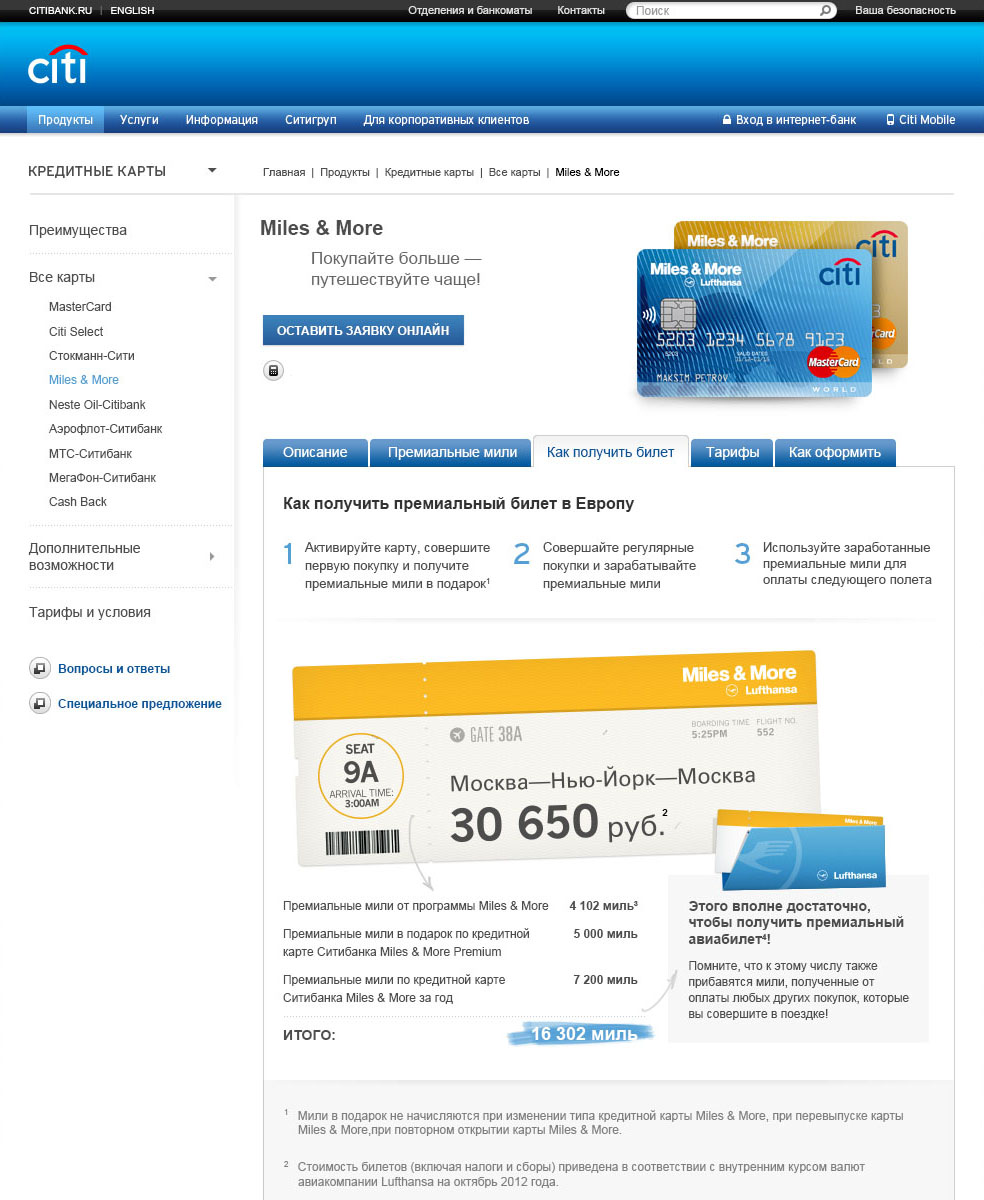 CITIBANK.RU | ENGLISH
Отделения и банкоматы Контакты Поиск Ваша безопасность
citi
Продукты Услуги Информация Ситигруп Для корпоративных клиентов Вход в интернет-банк Citi Mobile
КРЕДИТНЫЕ КАРТЫ
Главная | Продукты | Кредитные карты | Все карты | Miles & More
Преимущества
Все карты
MasterCard
Citi Select
Стокманн-Сити
Miles & More
Neste Oil-Citibank
Аэрофлот-Ситибанк
МТС-Ситибанк
МегаФон-Ситибанк
Cash Back
Дополнительные
возможности
Тарифы и условия
Вопросы и ответы
Специальное предложение
Miles & More
Покупайте больше —
путешествуйте чаще!
ОСТАВИТЬ ЗАЯВКУ ОНЛАЙН
Miles & More
citi
Miles & More
Lufthansa
citi
5203 1234 5678 9123
5203
MAKSIM PETROV
MasterCard
WORLD
Card
Описание Премиальные мили Как получить билет Тарифы Как оформить
Как получить премиальный билет в Европу
1 Активируйте карту, совершите
первую покупку и получите
премиальные мили в подарок¹
2 Совершайте регулярные
покупки и зарабатывайте
премиальные мили
3 Используйте заработанные
премиальные мили для
оплаты следующего полета
Miles & More
Lufthansa
SEAT
9A
ARRIVAL TIME:
3:00AM
GATE 38A
BOARDING TIME FLIGHT NO.
5:25PM 552
Москва—Нью-Йорк—Москва
30 650 руб.²
Miles & More
Lufthansa
Премиальные мили от программы Miles & More 4 102 миль³
Премиальные мили в подарок по кредитной 5 000 миль
карте Ситибанка Miles & More Premium
Премиальные мили по кредитной карте 7 200 миль
Ситибанка Miles & More за год
ИТОГО: 16 302 миль
Этого вполне достаточно,
чтобы получить премиальный
авиабилет⁴!
Помните, что к этому числу также
прибавятся мили, полученные от
оплаты любых других покупок, которые
вы совершите в поездке!
¹ Мили в подарок не начисляются при изменении типа кредитной карты Miles & More, при перевыпуске карты
Miles & More,при повторном открытии карты Miles & More.
² Стоимость билетов (включая налоги и сборы) приведена в соответствии с внутренним курсом валют
авиакомпании Lufthansa на октябрь 2012 года.